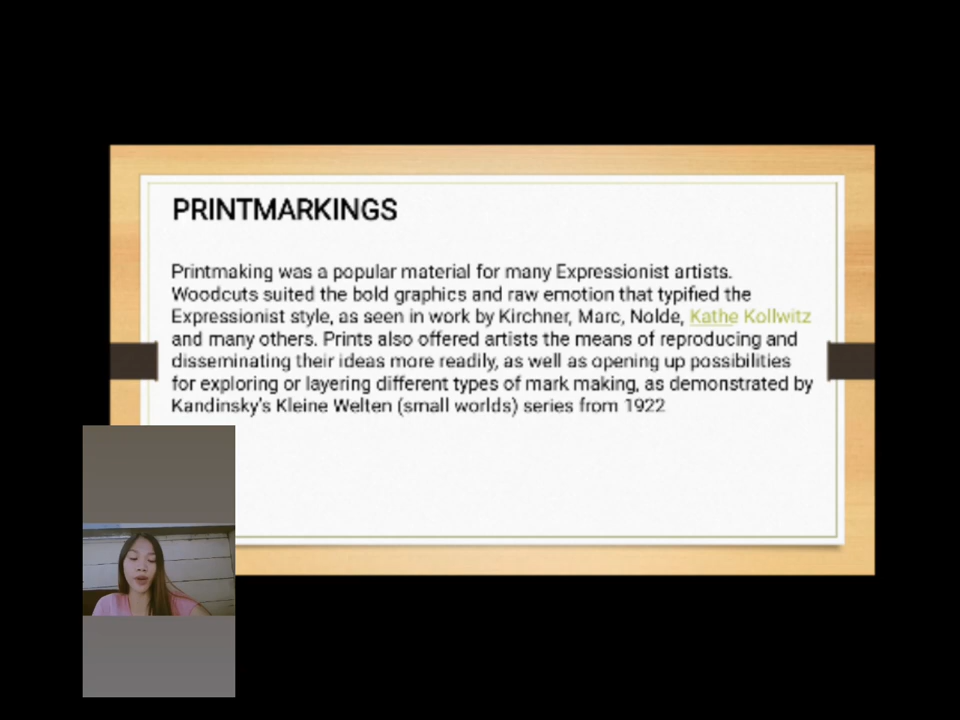 PRINTMARKINGS
Printmaking was a popular material for many Expressionist artists.
Woodcuts suited the bold graphics and raw emotion that typified the
Expressionist style, as seen in work by Kirchner, Marc, Nolde, Kathe Kollwitz
and many others. Prints also offered artists the means of reproducing and
disseminating their ideas more readily, as well as opening up possibilities
for exploring or layering different types of mark making, as demonstrated by
Kandinsky's Kleine Welten (small worlds) series from 1922